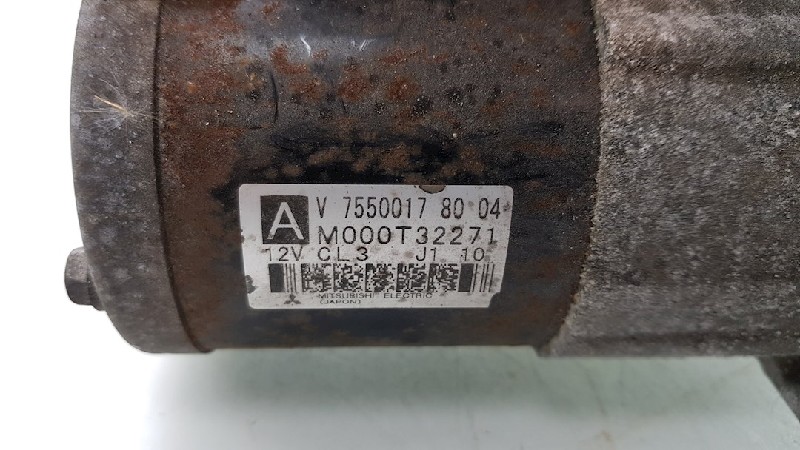 A V 7550017 80 04
M000T32271
12V CL3 J1 10
MITSUBISHI ELECTRIC
(JAPON)